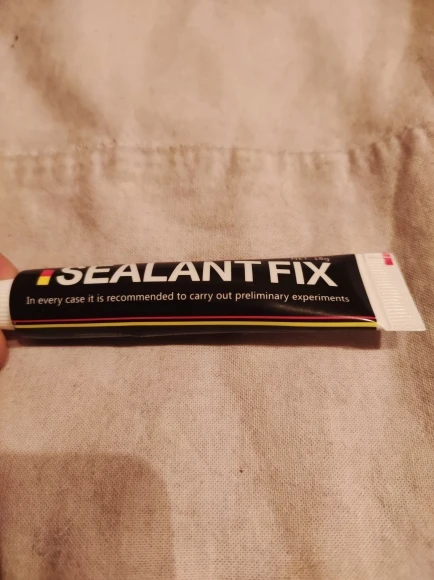 SEALANT FIX
In every case it is recommended to carry out preliminary experiments